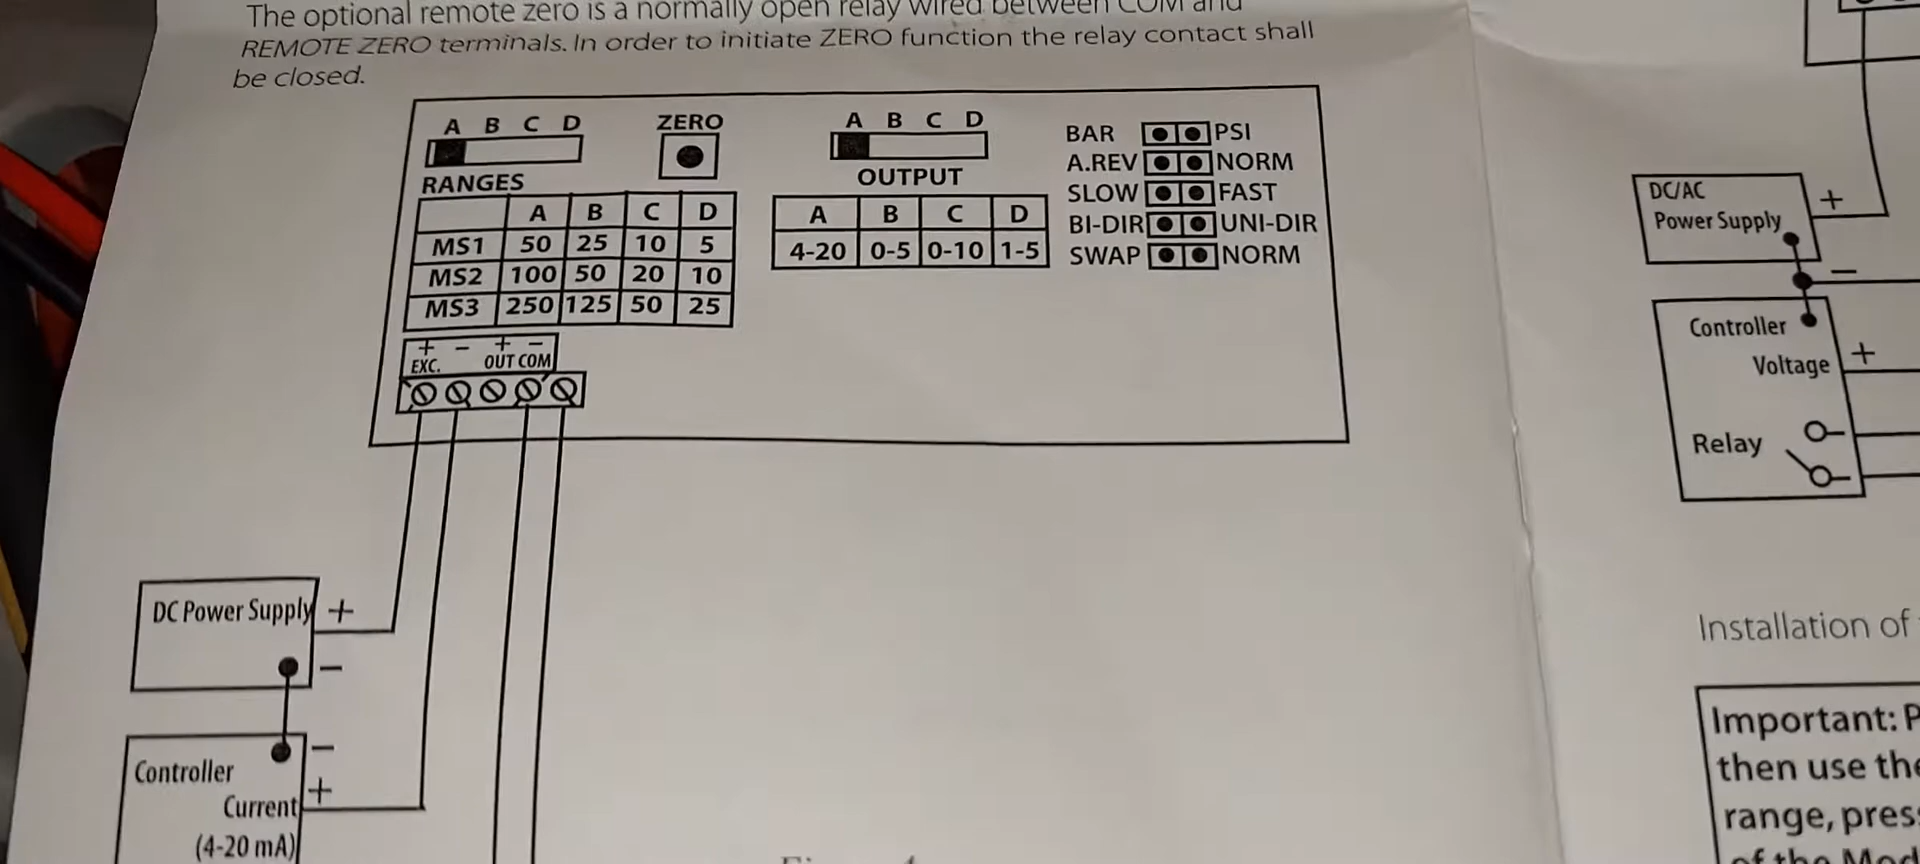 The optional remote zero is a normally open relay wired between COM and
REMOTE ZERO terminals. In order to initiate ZERO function the relay contact shall
be closed.
A B C D
ZERO
RANGES
A B C D
MS1 50 25 10 5
MS2 100 50 20 10
MS3 250 125 50 25
+ - + -
EXC. OUT COM
A B C D
OUTPUT
A B C D
4-20 0-5 0-10 1-5
BAR PSI
A.REV NORM
SLOW FAST
BI-DIR UNI-DIR
SWAP NORM
DC Power Supply +
-
Controller -
+
Current
(4-20 mA)
DC/AC
Power Supply +
-
Controller
Voltage +
Relay
Installation of
Important:
then use the
range,
of the